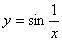 y = sin 1/x